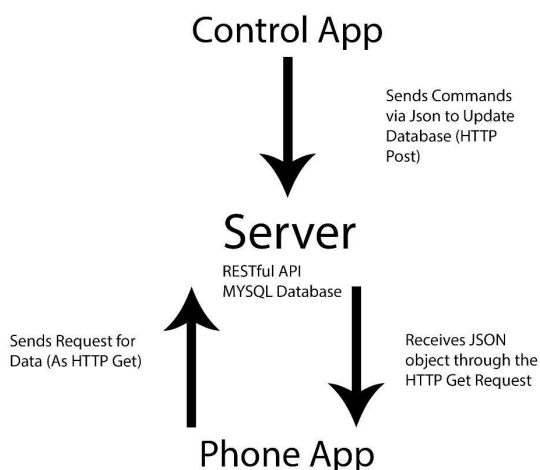 Control App
Sends Commands
via Json to Update
Database (HTTP
Post)
Server
RESTful API
MYSQL Database
Sends Request for
Data (As HTTP Get)
Receives JSON
object through the
HTTP Get Request
Phone App